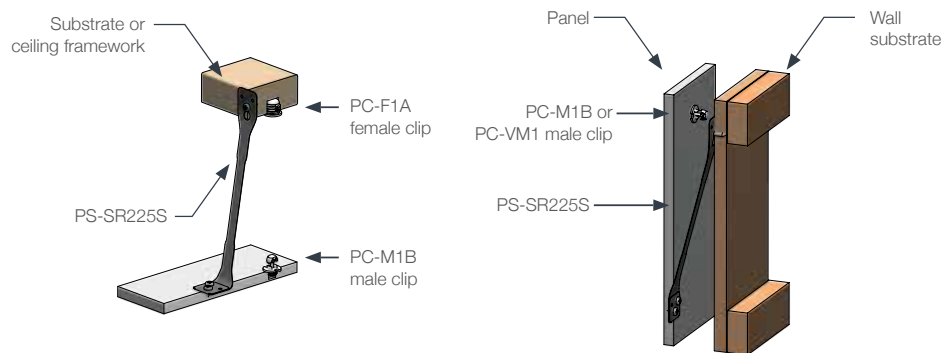 Substrate or
ceiling framework
PC-F1A
female clip
PS-SR225S
PC-M1B
male clip
Panel
Wall
substrate
PC-M1B or
PC-VM1 male clip
PS-SR225S